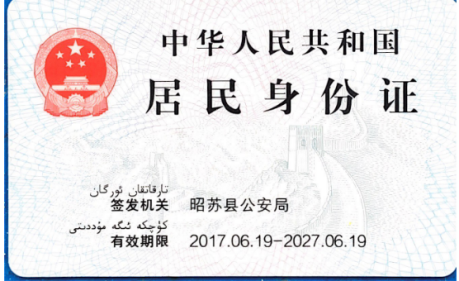 中华人民共和国
居民身份证
تارقاتقان ئورگان
签发机关 昭苏县公安局
كۈچكە ئىگە مۇددىتى
有效期限 2017.06.19-2027.06.19